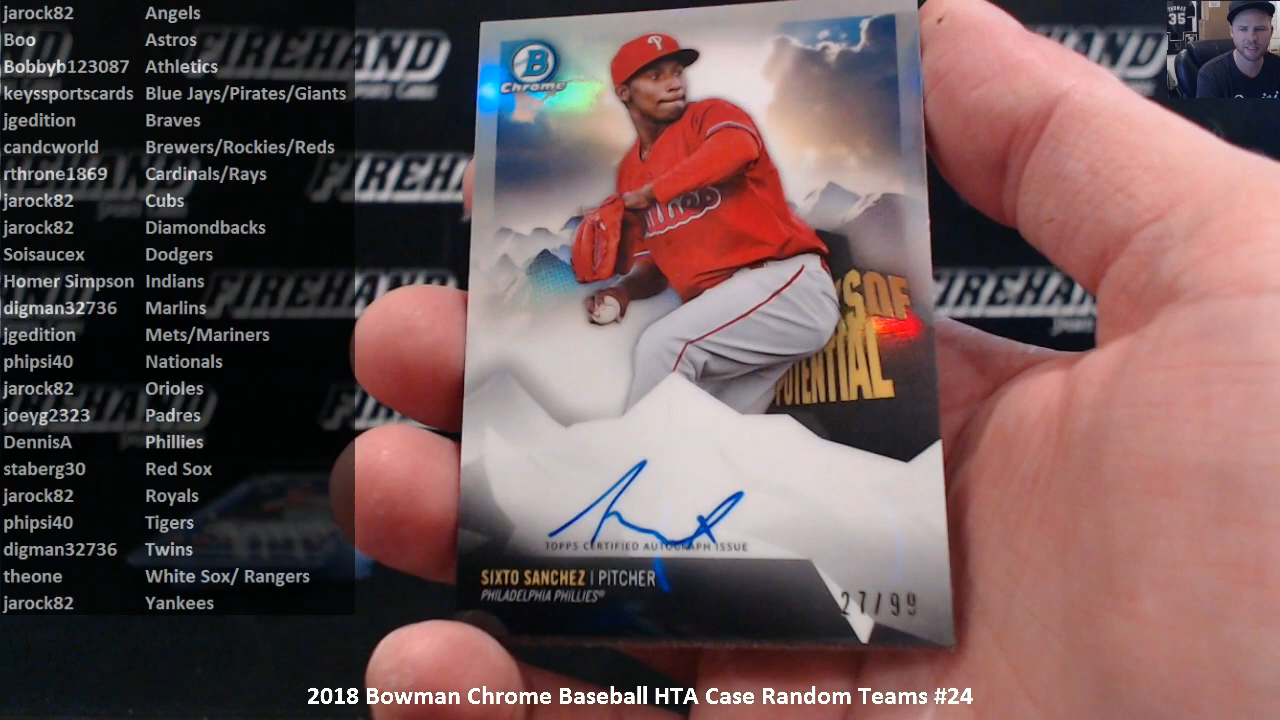 jarock82 Angels
Boo Astros
Bobbyb123087 Athletics
keyssportscards Blue Jays/Pirates/Giants
jgedition Braves
candcworld Brewers/Rockies/Reds
rthrone1869 Cardinals/Rays
jarock82 Cubs
jarock82 Diamondbacks
Soisaucex Dodgers
Homer Simpson Indians
digman32736 Marlins
jgedition Mets/Mariners
phipsi40 Nationals
jarock82 Orioles
joeyg2323 Padres
DennisA Phillies
staberg30 Red Sox
jarock82 Royals
phipsi40 Tigers
digman32736 Twins
theone White Sox/ Rangers
jarock82 Yankees
FIREHAND
B
Chrome
P
POTENTIAL
TOPPS CERTIFIED AUTOGRAPH ISSUE
SIXTO SANCHEZ | PITCHER
PHILADELPHIA PHILLIES®
27/99
THOMAS
35
2018 Bowman Chrome Baseball HTA Case Random Teams #24